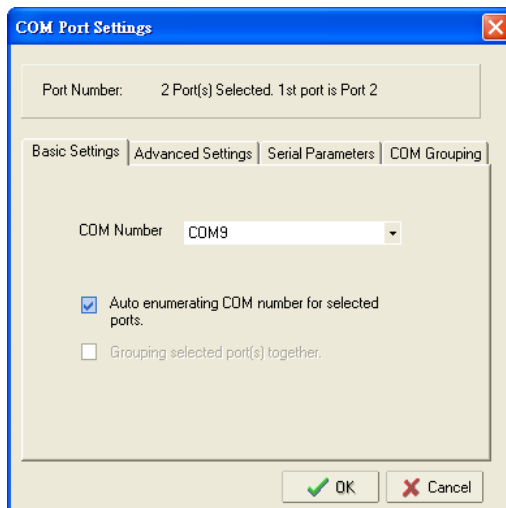 COM Port Settings
Port Number: 2 Port(s) Selected. 1st port is Port 2
Basic Settings Advanced Settings Serial Parameters COM Grouping
COM Number COM9
Auto enumerating COM number for selected
ports.
Grouping selected port(s) together.
OK Cancel